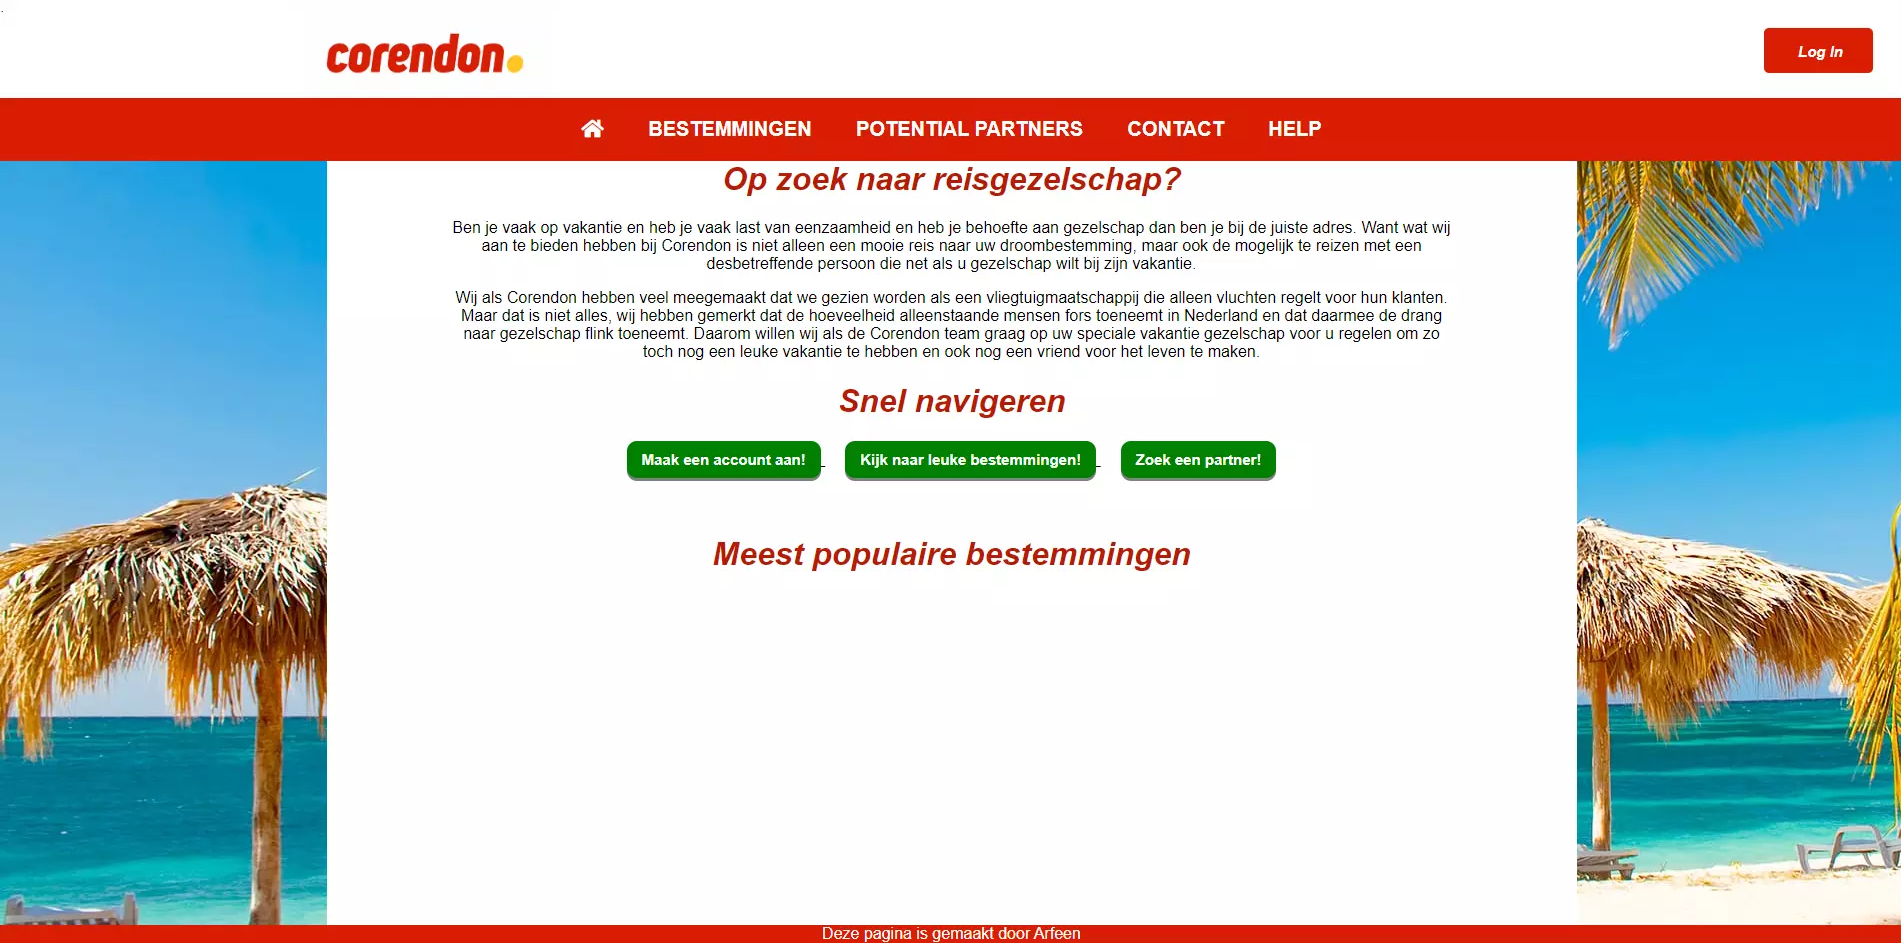 corendon.
Log In
BESTEMMINGEN POTENTIAL PARTNERS CONTACT HELP
Op zoek naar reisgezelschap?
Ben je vaak op vakantie en heb je vaak last van eenzaamheid en heb je behoefte aan gezelschap dan ben je bij de juiste adres. Want wat wij
aan te bieden hebben bij Corendon is niet alleen een mooie reis naar uw droombestemming, maar ook de mogelijk te reizen met een
desbetreffende persoon die net als u gezelschap wilt bij zijn vakantie.
Wij als Corendon hebben veel meegemaakt dat we gezien worden als een vliegtuigmaatschappij die alleen vluchten regelt voor hun klanten.
Maar dat is niet alles, wij hebben gemerkt dat de hoeveelheid alleenstaande mensen fors toeneemt in Nederland en dat daarmee de drang
naar gezelschap flink toeneemt. Daarom willen wij als de Corendon team graag op uw speciale vakantie gezelschap voor u regelen om zo
toch nog een leuke vakantie te hebben en ook nog een vriend voor het leven te maken.
Snel navigeren
Maak een account aan! Kijk naar leuke bestemmingen! Zoek een partner!
Meest populaire bestemmingen
Deze pagina is gemaakt door Arfeen